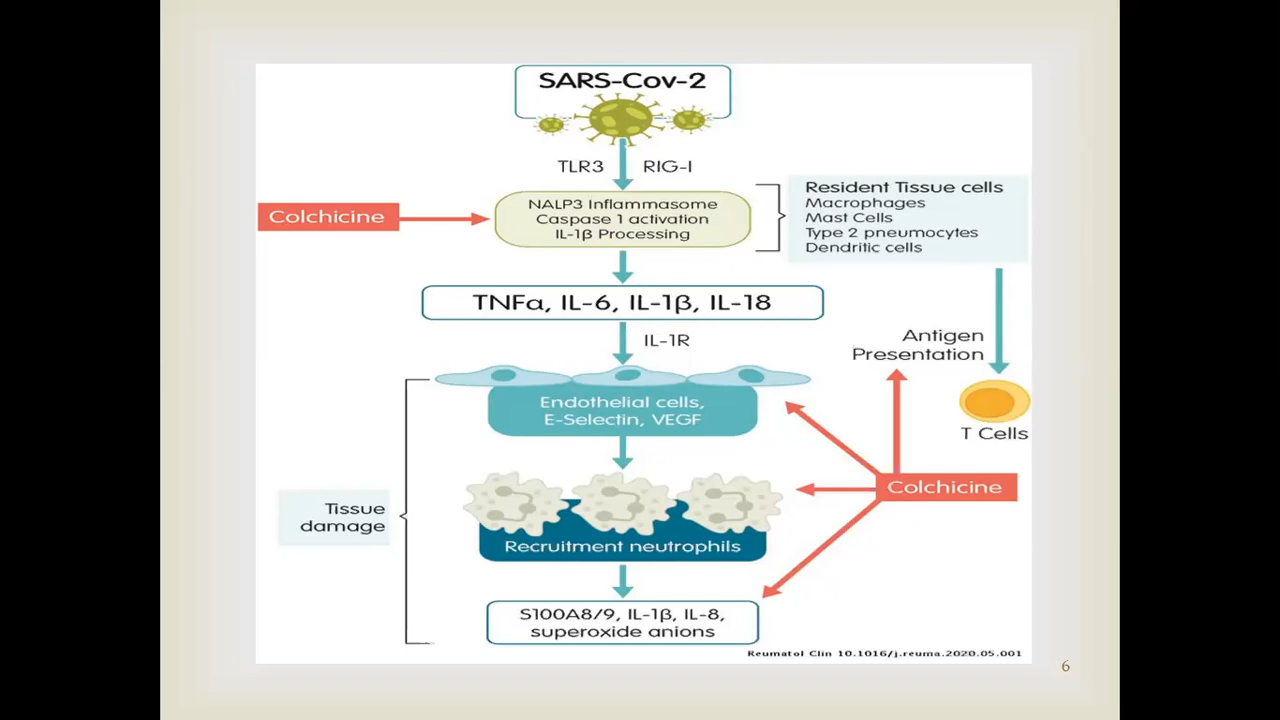 SARS-Cov-2
TLR3
RIG-I
Colchicine
NALP3 Inflammasome
Caspase 1 activation
IL-1β Processing
Resident Tissue cells
Macrophages
Mast Cells
Type 2 pneumocytes
Dendritic cells
TNFα, IL-6, IL-1β, IL-18
IL-1R
Antigen
Presentation
T Cells
Endothelial cells,
E-Selectin, VEGF
Colchicine
Tissue
damage
Recruitment neutrophils
S100A8/9, IL-1β, IL-8,
superoxide anions
Reumatol Clin 10.1016/j.reuma.2020.05.001
6